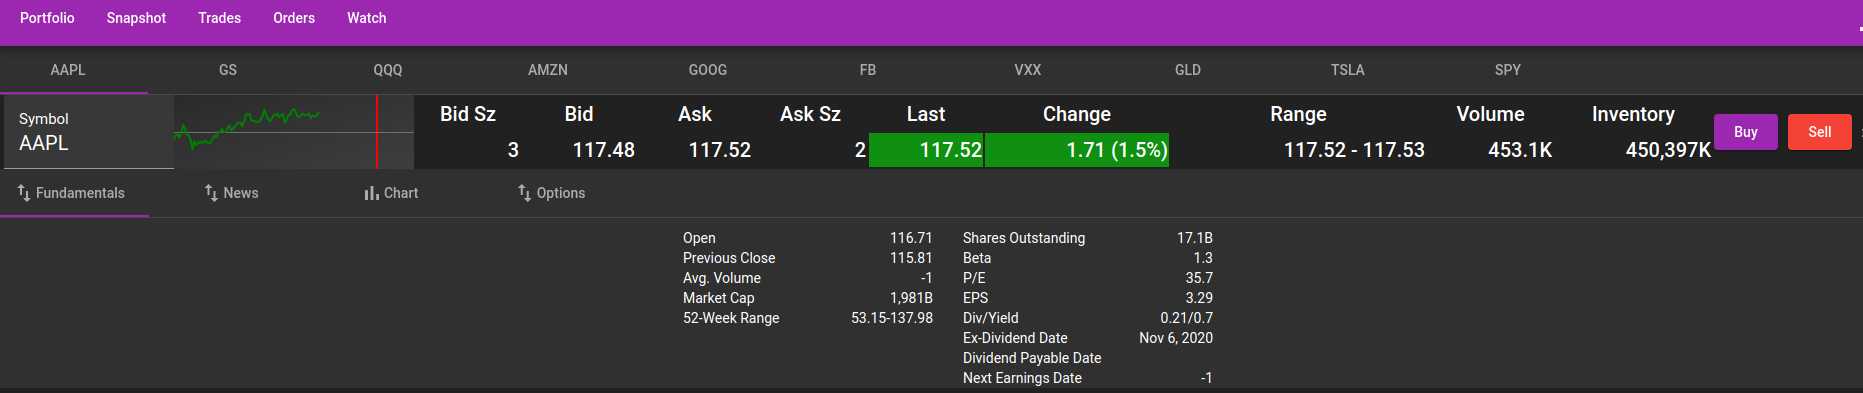 Portfolio Snapshot Trades Orders Watch
AAPL GS QQQ AMZN GOOG FB VXX GLD TSLA SPY
Symbol Bid Sz Bid Ask Ask Sz Last Change Range Volume Inventory
AAPL 3 117.48 117.52 2 117.52 1.71 (1.5%) 117.52 - 117.53 453.1K 450,397K Buy Sell
Fundamentals News Chart Options
Open 116.71 Shares Outstanding 17.1B
Previous Close 115.81 Beta 1.3
Avg. Volume -1 P/E 35.7
Market Cap 1,981B EPS 3.29
52-Week Range 53.15-137.98 Div/Yield 0.21/0.7
Ex-Dividend Date Nov 6, 2020
Dividend Payable Date
Next Earnings Date -1